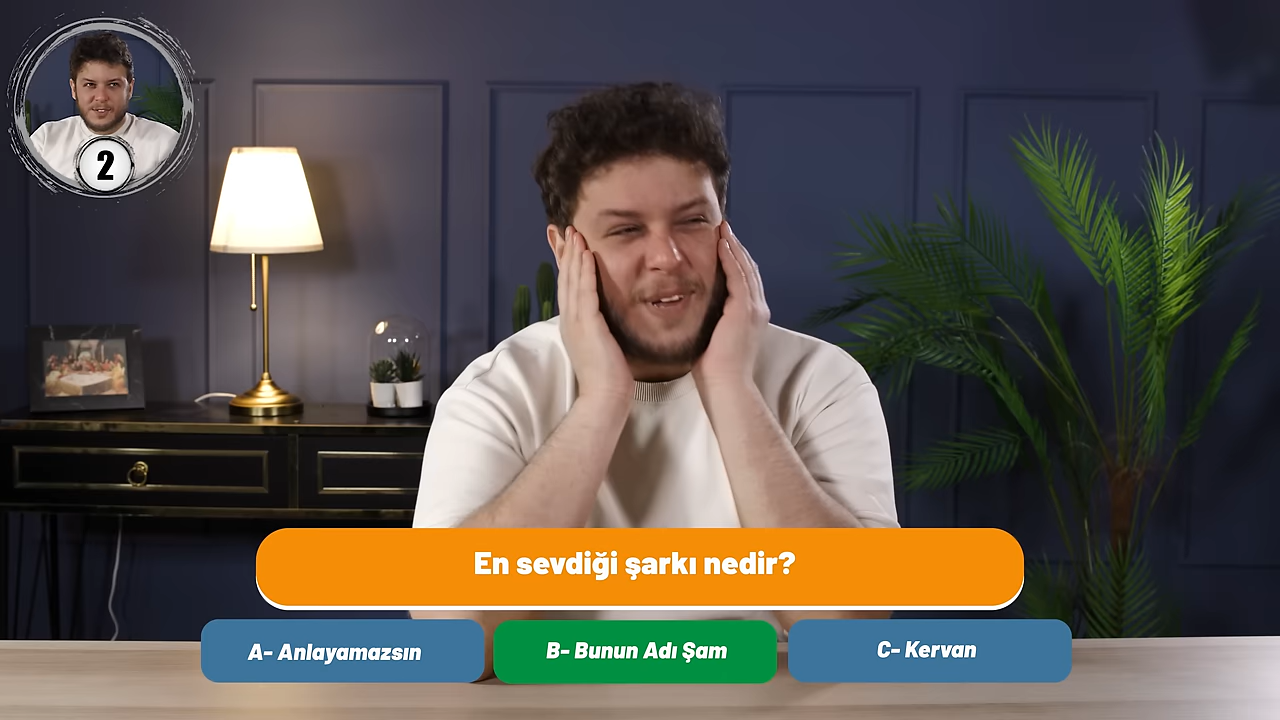 2
En sevdiği şarkı nedir?
A- Anlayamazsın
B- Bunun Adı Şam
C- Kervan